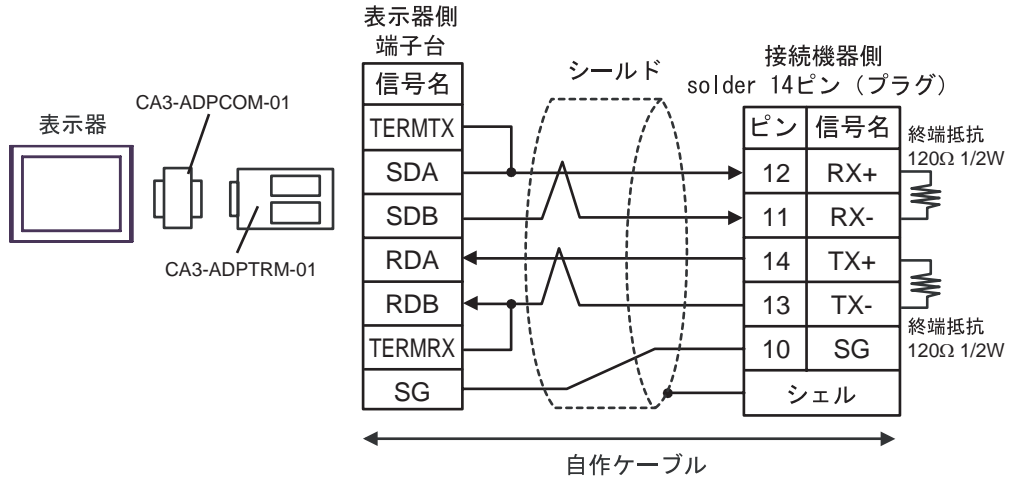 表示器側
端子台
信号名
TERMTX
SDA
SDB
RDA
RDB
TERMRX
SG
シールド
接続機器側
solder 14ピン（プラグ）
ピン 信号名
12 RX+
11 RX-
14 TX+
13 TX-
10 SG
シェル
終端抵抗
120Ω 1/2W
終端抵抗
120Ω 1/2W
表示器
CA3-ADPCOM-01
CA3-ADPTRM-01
自作ケーブル